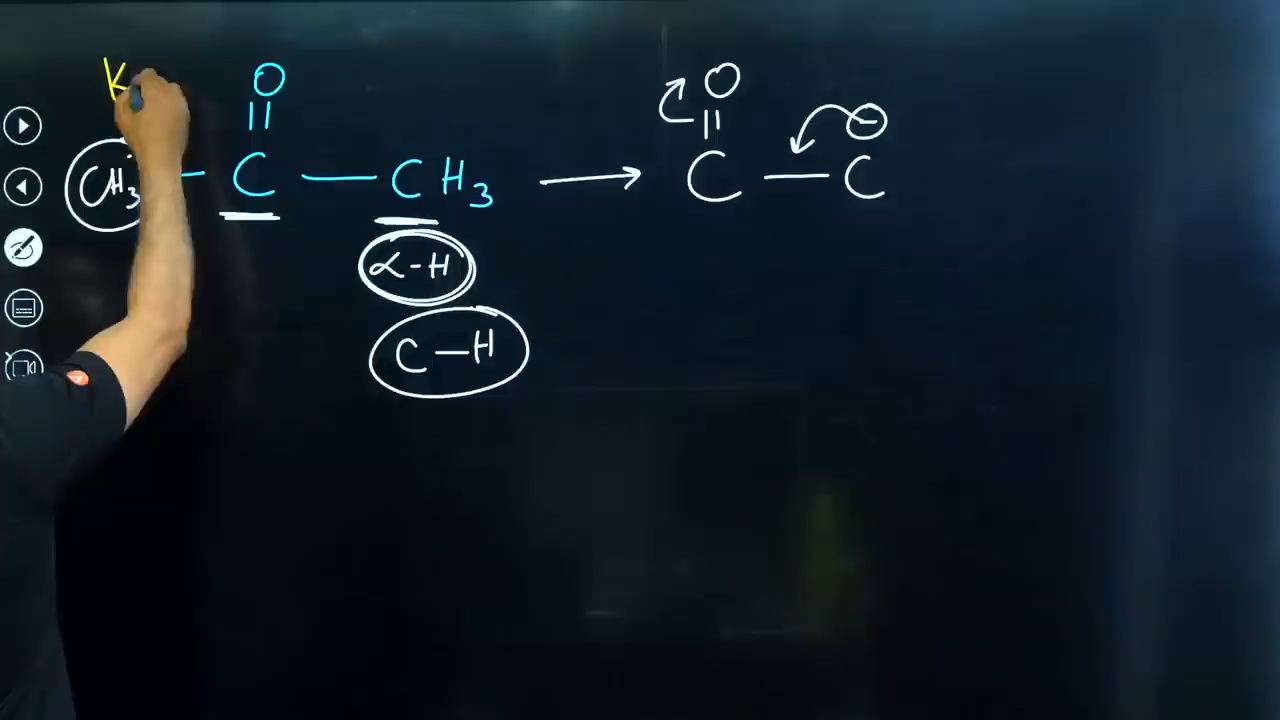 K
O O
|| || ⊖
CH3 - C — CH3 ⟶ C — C
α-H
C-H